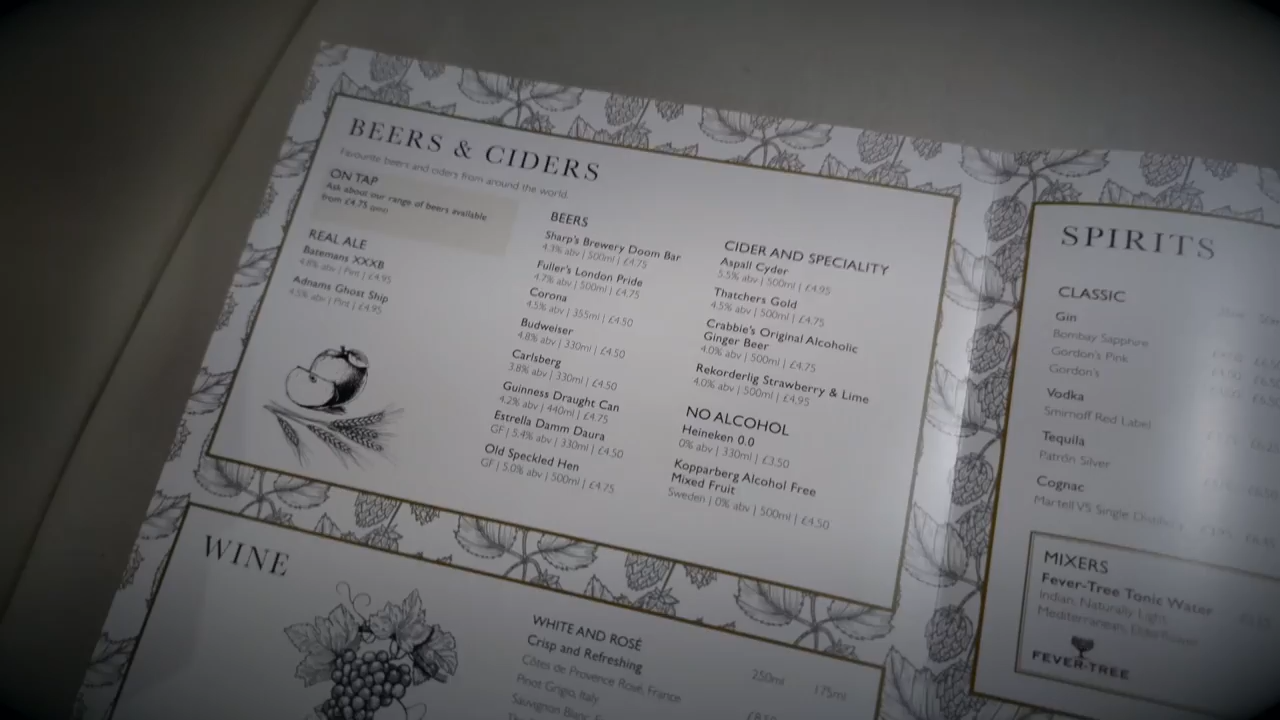 BEERS & CIDERS
Favourite beers and ciders from around the world.
ON TAP
Ask about our range of beers available
from £4.75 (pint)
REAL ALE
Batemans XXXB
4.8% abv | Pint | £4.95
Adnams Ghost Ship
4.5% abv | Pint | £4.95
BEERS
Sharp's Brewery Doom Bar
4.3% abv | 500ml | £4.75
Fuller's London Pride
4.7% abv | 500ml | £4.75
Corona
4.5% abv | 355ml | £4.50
Budweiser
4.8% abv | 330ml | £4.50
Carlsberg
3.8% abv | 330ml | £4.50
Guinness Draught Can
4.2% abv | 440ml | £4.75
Estrella Damm Daura
GF | 5.4% abv | 330ml | £4.50
Old Speckled Hen
GF | 5.0% abv | 500ml | £4.75
CIDER AND SPECIALITY
Aspall Cyder
5.5% abv | 500ml | £4.95
Thatchers Gold
4.5% abv | 500ml | £4.75
Crabbie's Original Alcoholic
Ginger Beer
4.0% abv | 500ml | £4.75
Rekorderlig Strawberry & Lime
4.0% abv | 500ml | £4.95
NO ALCOHOL
Heineken 0.0
0% abv | 330ml | £3.50
Kopparberg Alcohol Free
Mixed Fruit
Sweden | 0% abv | 500ml | £4.50
SPIRITS
CLASSIC
Gin
Bombay Sapphire
Gordon's Pink
Gordon's
Vodka
Smirnoff Red Label
Tequila
Patrón Silver
Cognac
Martell VS Single
MIXERS
Fever-Tree Tonic Water
Indian, Naturally Light
Mediterranean, Elderflower
FEVER-TREE
WINE
WHITE AND ROSÉ
Crisp and Refreshing
250ml 175ml
Côtes de Provence Rosé, France
Pinot Grigio, Italy
Sauvignon Blanc,